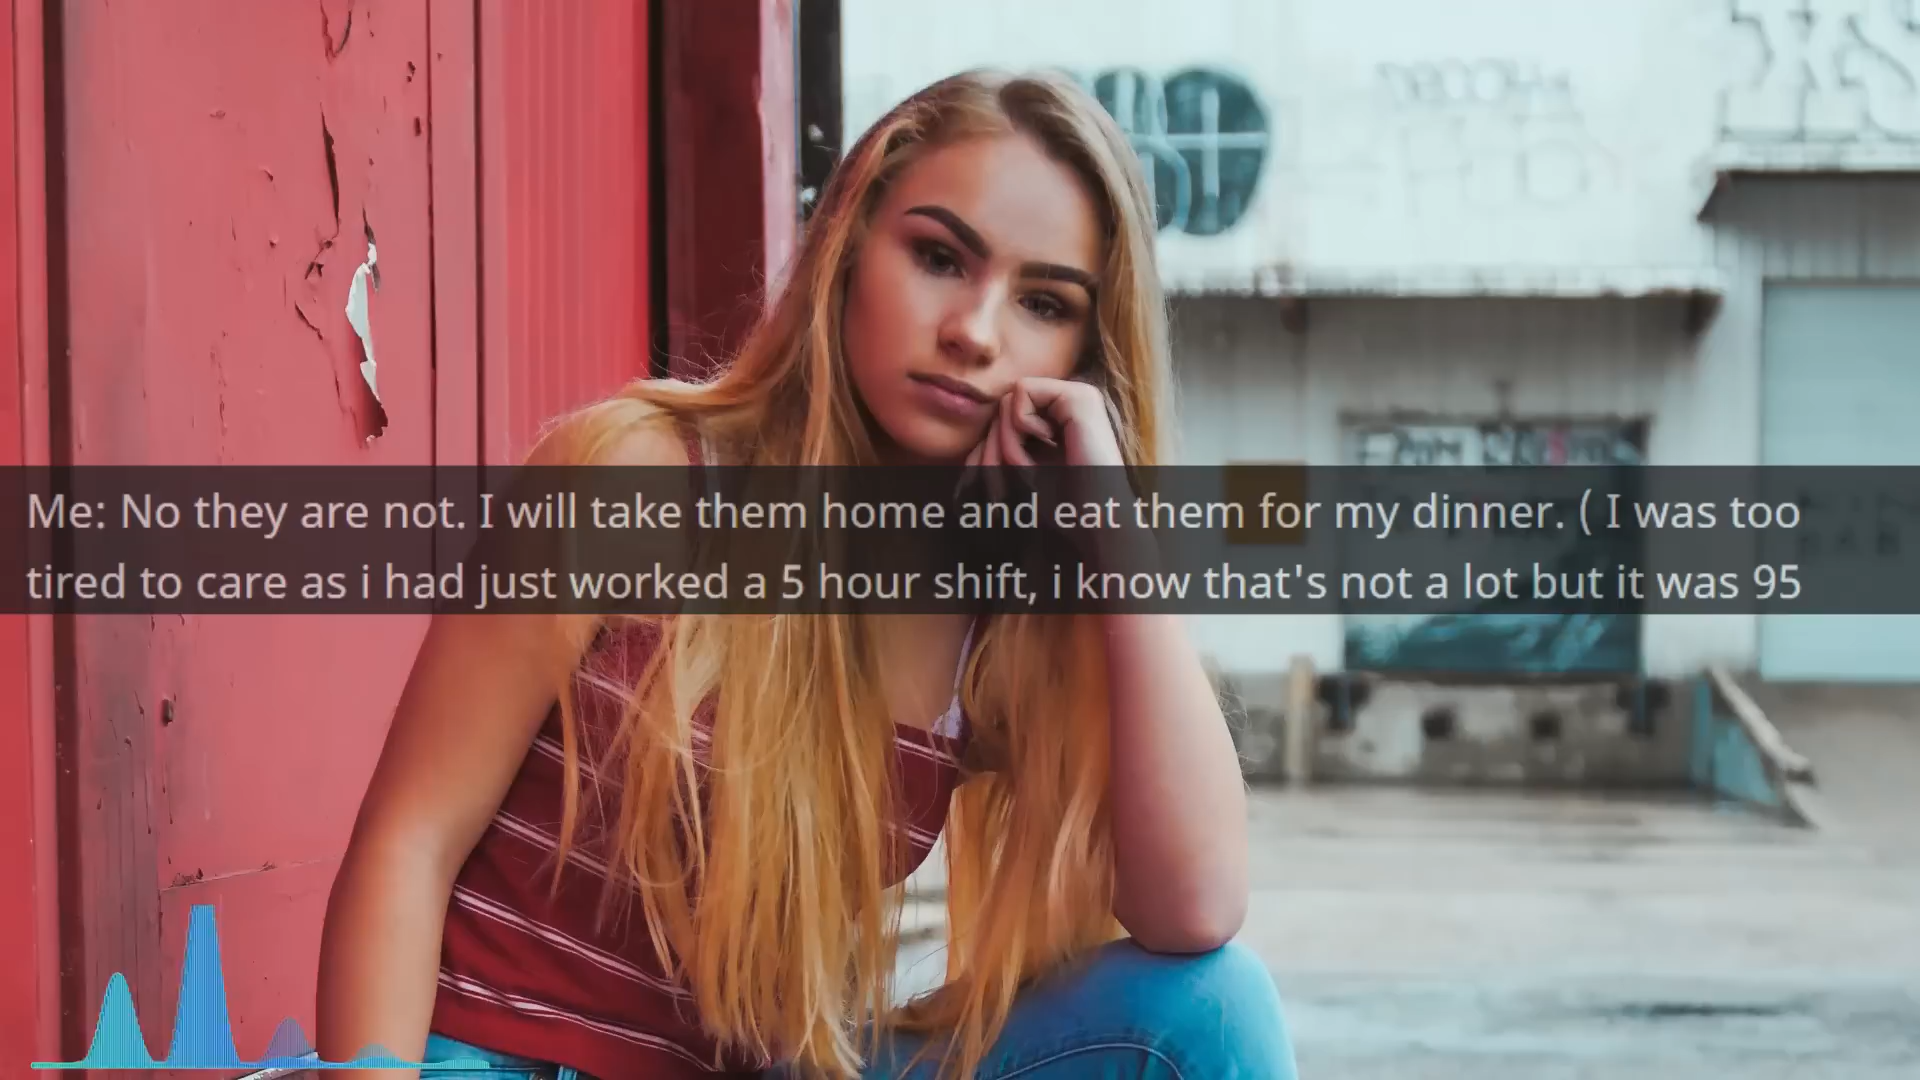 Me: No they are not. I will take them home and eat them for my dinner. ( I was too
tired to care as i had just worked a 5 hour shift, i know that's not a lot but it was 95